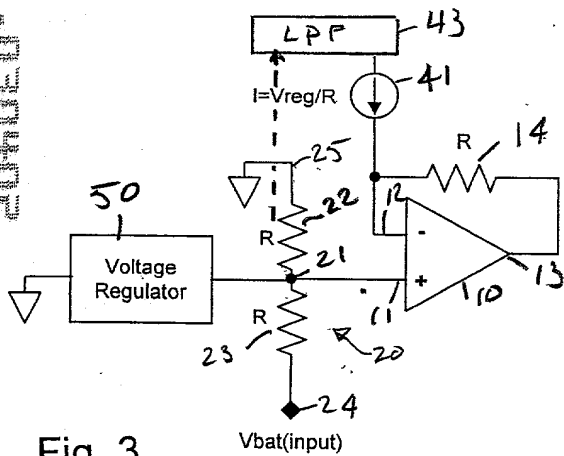 LPF
43
41
I=Vreg/R
R
14
25
50
22
12
R
-
Voltage
Regulator
21
+
13
11
10
R
23
20
24
Vbat(input)
Fig. 3